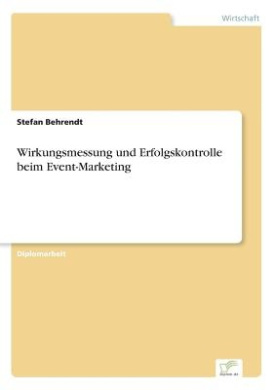 Wirtschaft
Stefan Behrendt
Wirkungsmessung und Erfolgskontrolle
beim Event-Marketing
Diplomarbeit